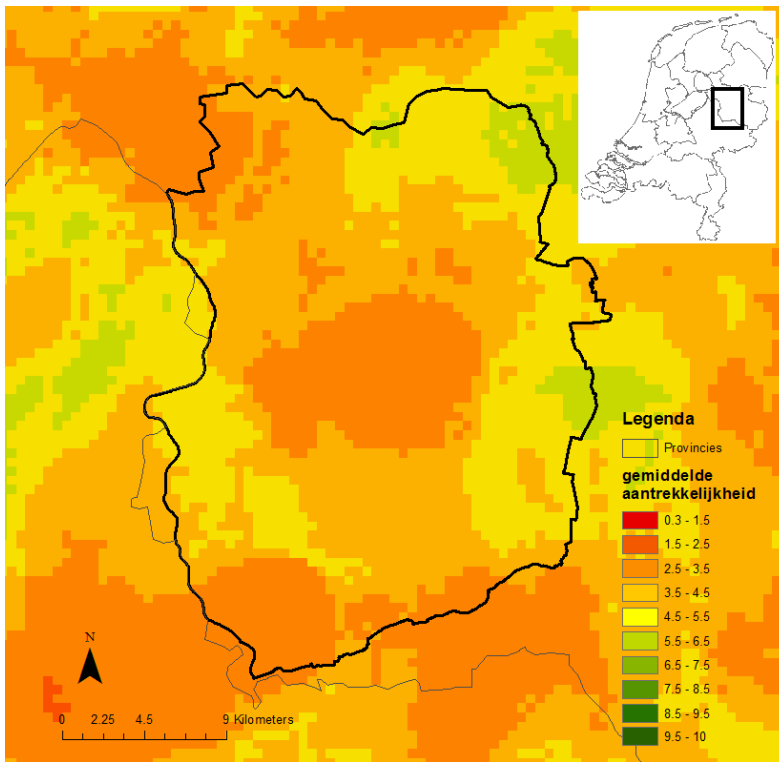 Legenda
Provincies
gemiddelde
aantrekkelijkheid
0.3 - 1.5
1.5 - 2.5
2.5 - 3.5
3.5 - 4.5
4.5 - 5.5
5.5 - 6.5
6.5 - 7.5
7.5 - 8.5
8.5 - 9.5
9.5 - 10
N
0 2.25 4.5 9 Kilometers